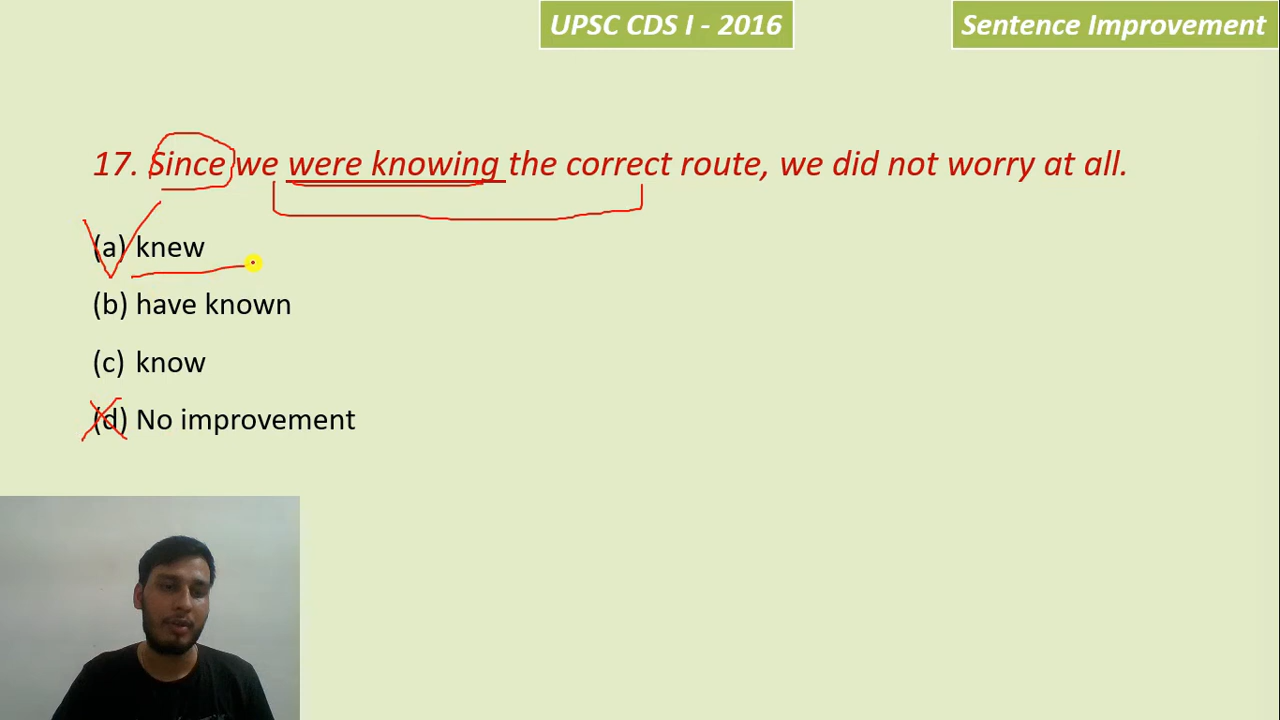 UPSC CDS I - 2016
Sentence Improvement
17. Since we were knowing the correct route, we did not worry at all.
(a) knew
(b) have known
(c) know
(d) No improvement